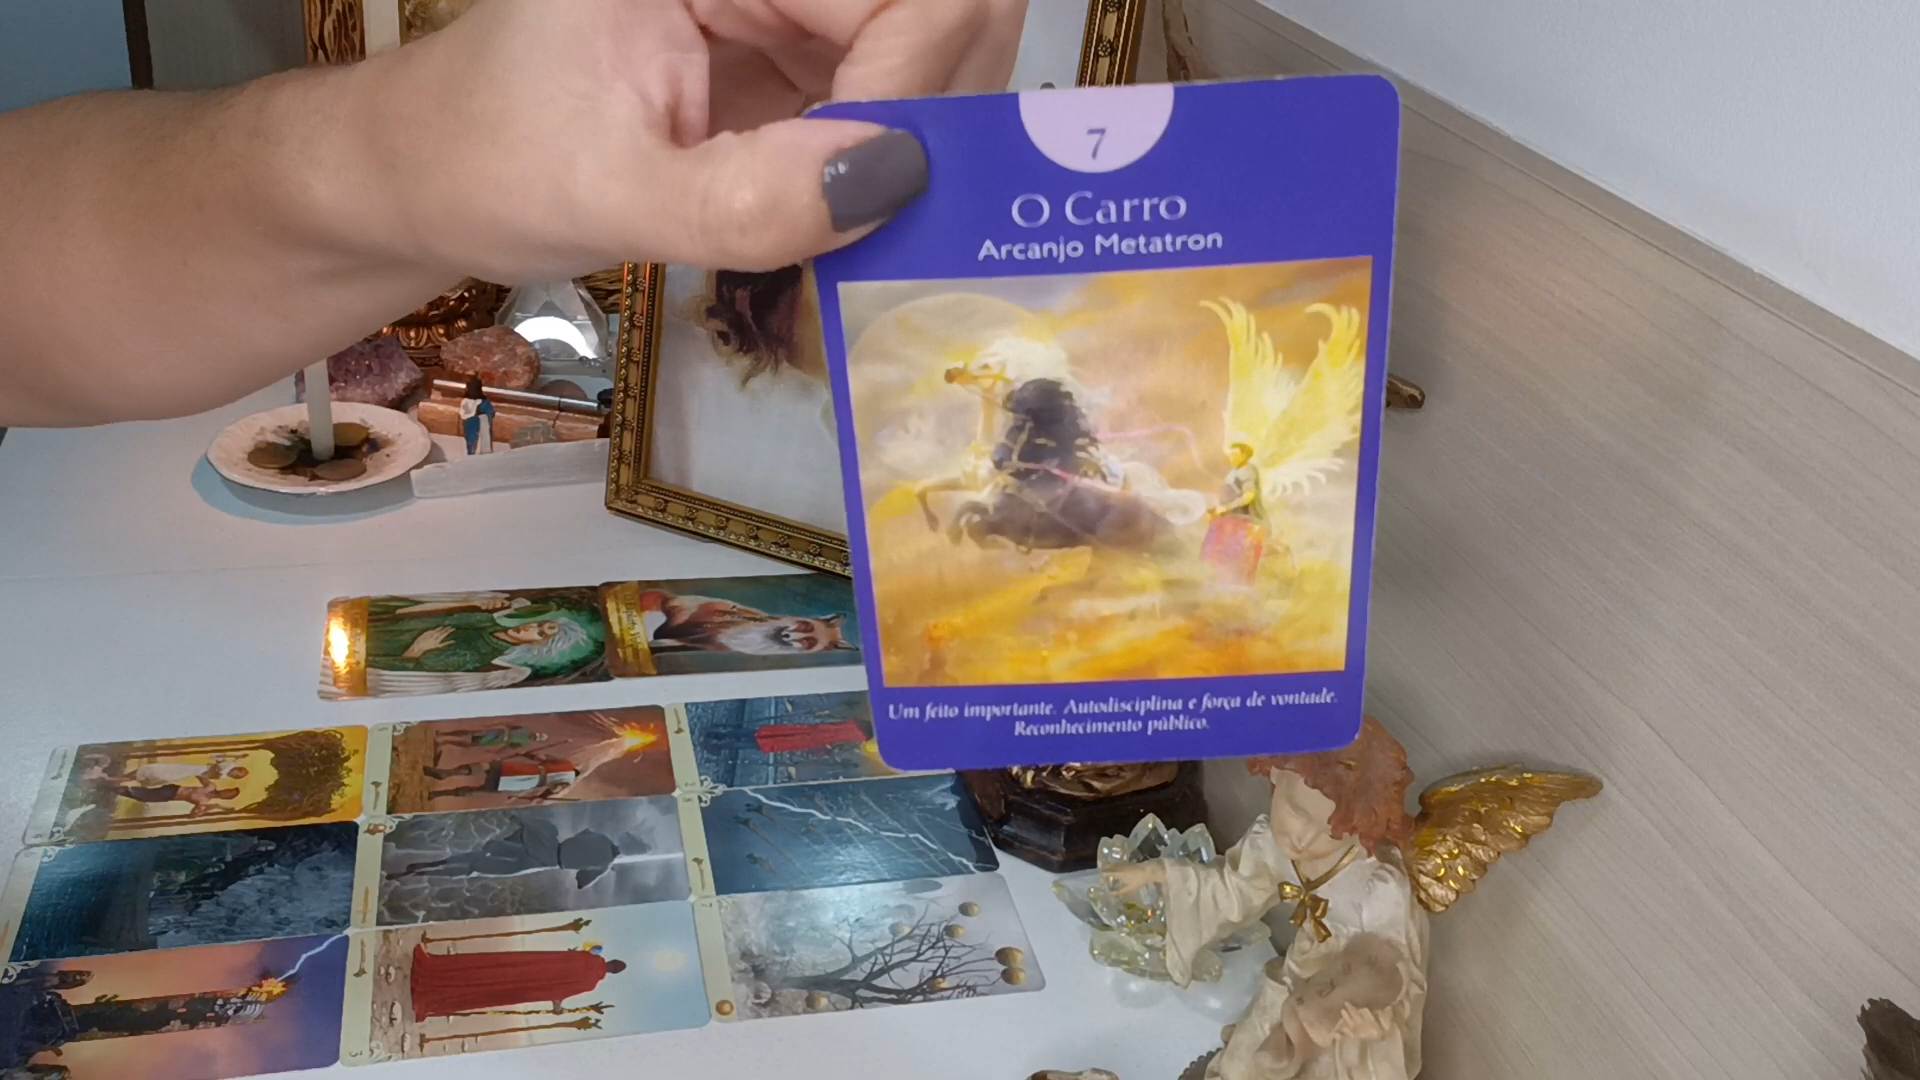 7
O Carro
Arcanjo Metatron
Um feito importante. Autodisciplina e força de vontade.
Reconhecimento público.